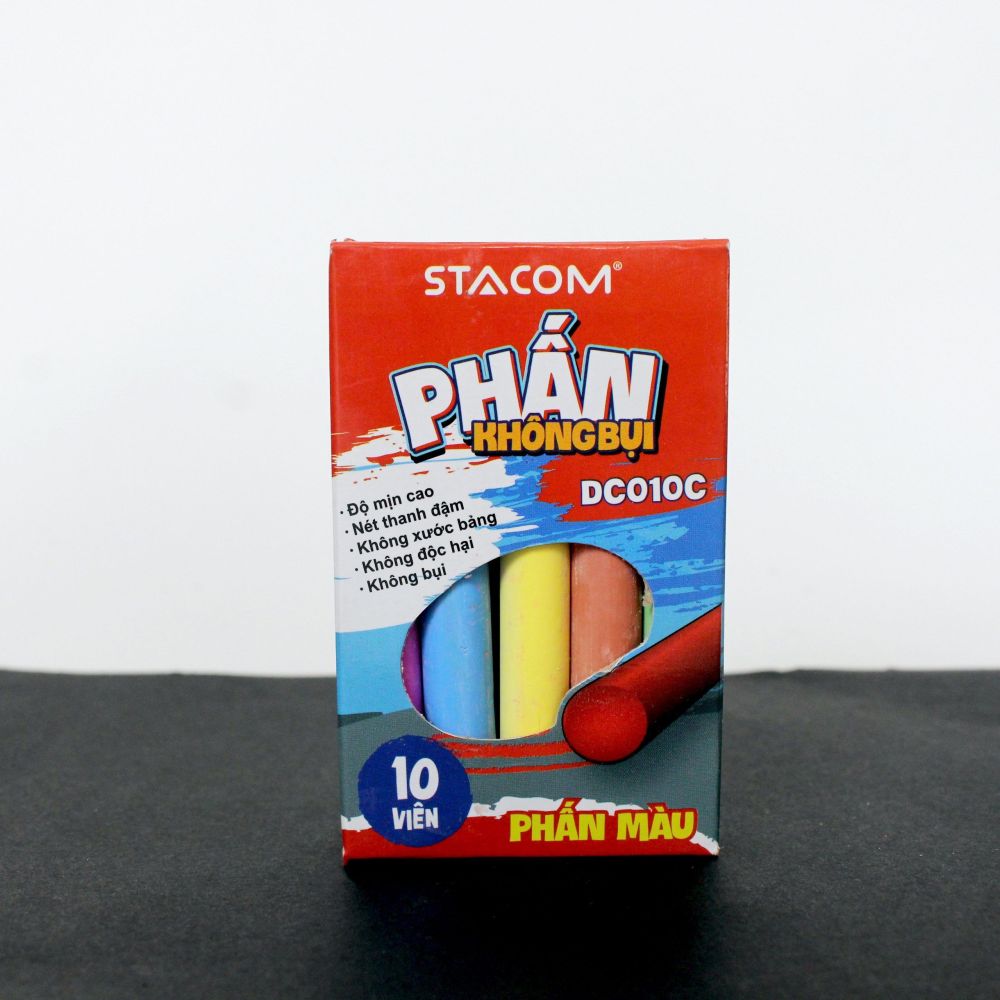 STACOM®
PHẤN
KHÔNG BỤI
DC010C
· Độ mịn cao
· Nét thanh đậm
· Không xước bảng
· Không độc hại
· Không bụi
10
VIÊN
PHẤN MÀU